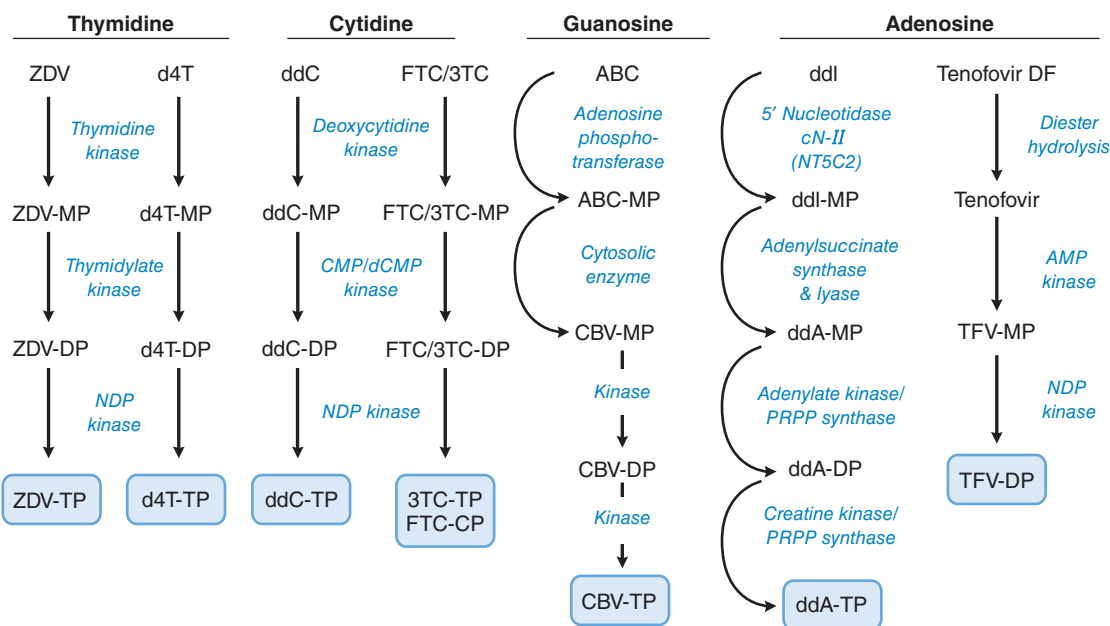 Thymidine
Cytidine
Guanosine
Adenosine
ZDV
d4T
ddC
FTC/3TC
ABC
ddI
Tenofovir DF
Thymidine
kinase
Deoxycytidine
kinase
Adenosine
phospho-
transferase
5′ Nucleotidase
cN-II
(NT5C2)
Diester
hydrolysis
ZDV-MP
d4T-MP
ddC-MP
FTC/3TC-MP
ABC-MP
ddI-MP
Tenofovir
Thymidylate
kinase
CMP/dCMP
kinase
Cytosolic
enzyme
Adenylsuccinate
synthase
& lyase
AMP
kinase
ZDV-DP
d4T-DP
ddC-DP
FTC/3TC-DP
CBV-MP
ddA-MP
TFV-MP
NDP
kinase
NDP kinase
Kinase
Adenylate kinase/
PRPP synthase
NDP
kinase
ZDV-TP
d4T-TP
ddC-TP
3TC-TP
FTC-CP
CBV-DP
ddA-DP
TFV-DP
Kinase
Creatine kinase/
PRPP synthase
CBV-TP
ddA-TP